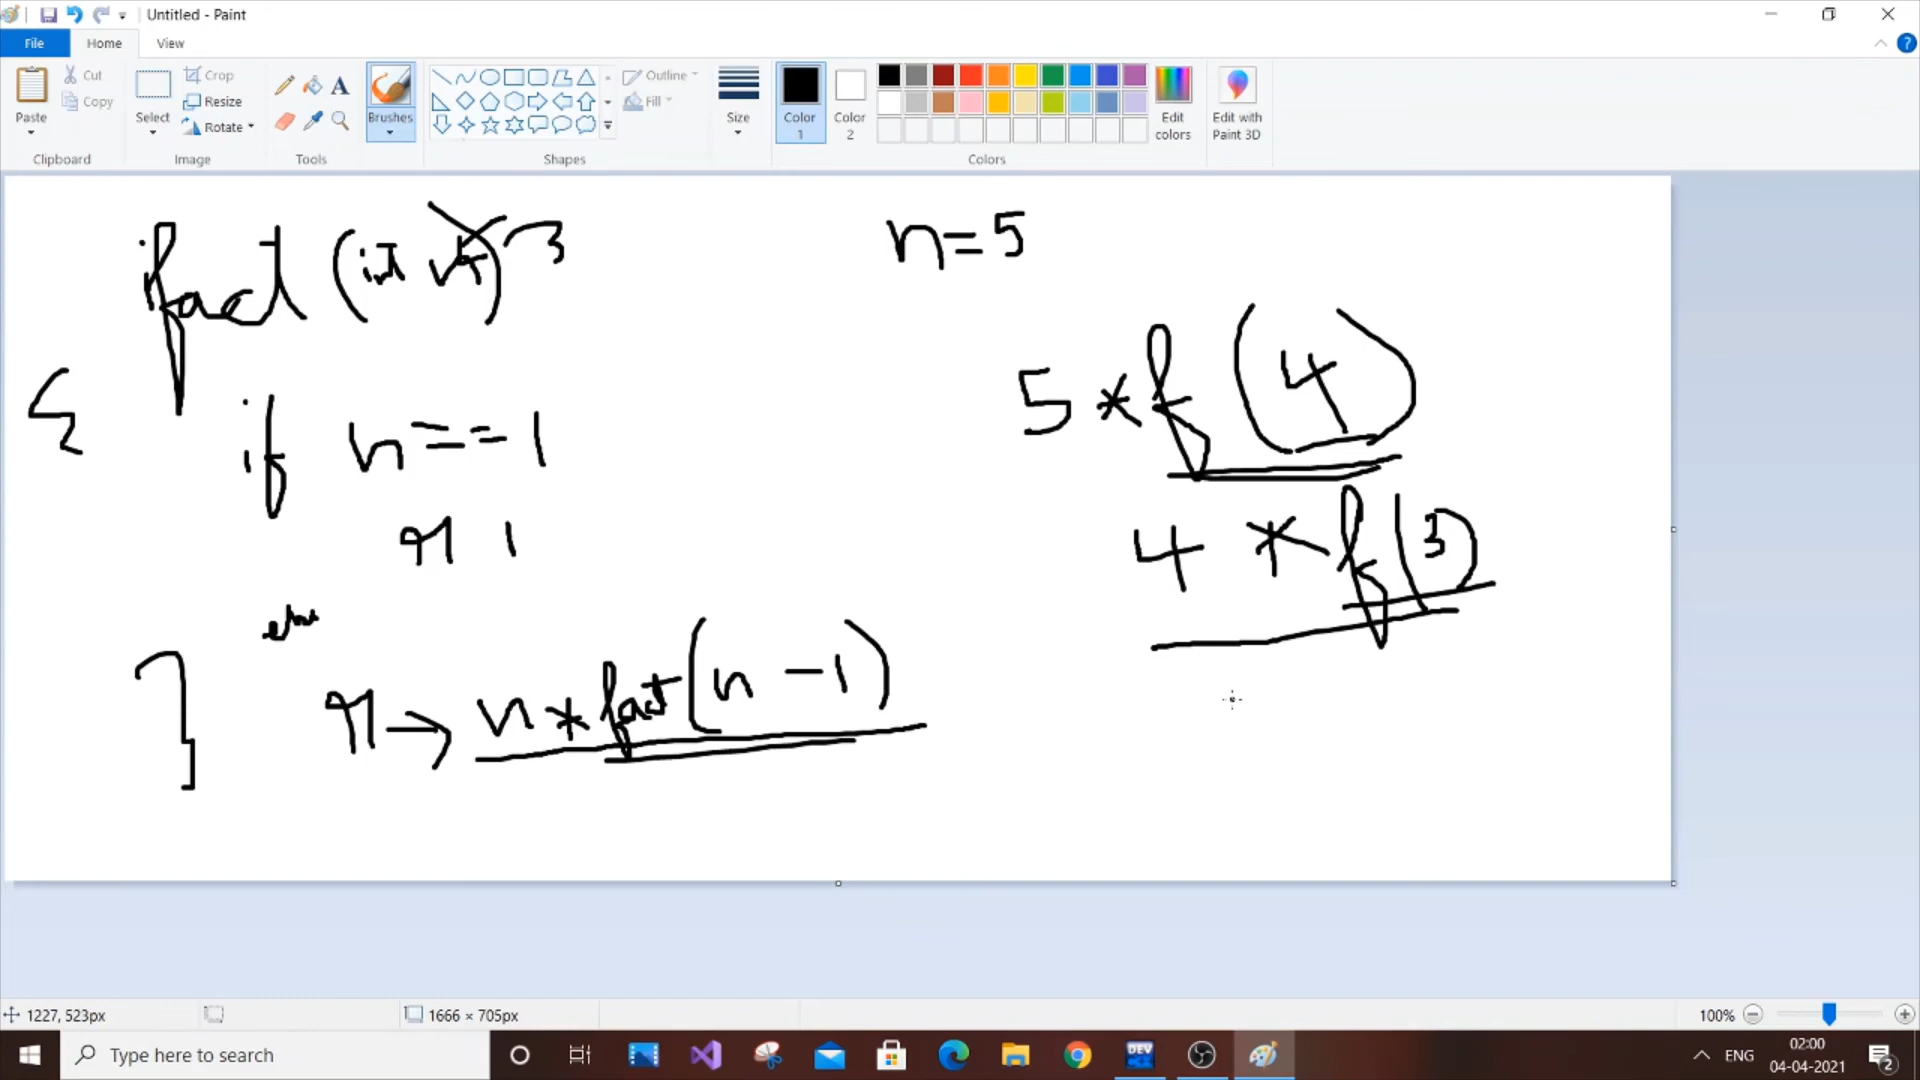 Untitled - Paint
File Home View
Paste
Cut
Copy
Clipboard
Select
Crop
Resize
Rotate
Image
Tools
Brushes
Outline
Fill
Shapes
Size
Color 1
Color 2
Edit colors
Colors
Edit with Paint 3D
fact (int n) 3
{
if n == 1
r 1
else
r → n * fact (n - 1)
}
n = 5
5 * f (4)
4 * f (3)
1227, 523px
1666 × 705px
100%
Type here to search
DEV
ENG
02:00
04-04-2021
2